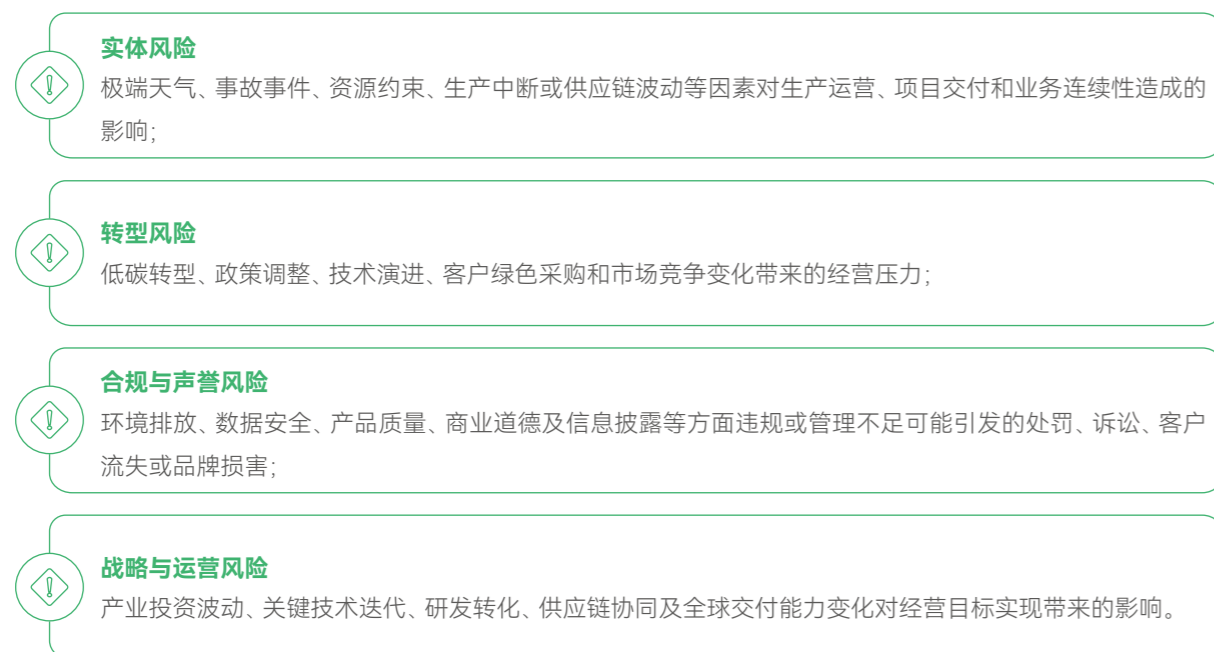 实体风险
极端天气、事故事件、资源约束、生产中断或供应链波动等因素对生产运营、项目交付和业务连续性造成的
影响；
转型风险
低碳转型、政策调整、技术演进、客户绿色采购和市场竞争变化带来的经营压力；
合规与声誉风险
环境排放、数据安全、产品质量、商业道德及信息披露等方面违规或管理不足可能引发的处罚、诉讼、客户
流失或品牌损害；
战略与运营风险
产业投资波动、关键技术迭代、研发转化、供应链协同及全球交付能力变化对经营目标实现带来的影响。